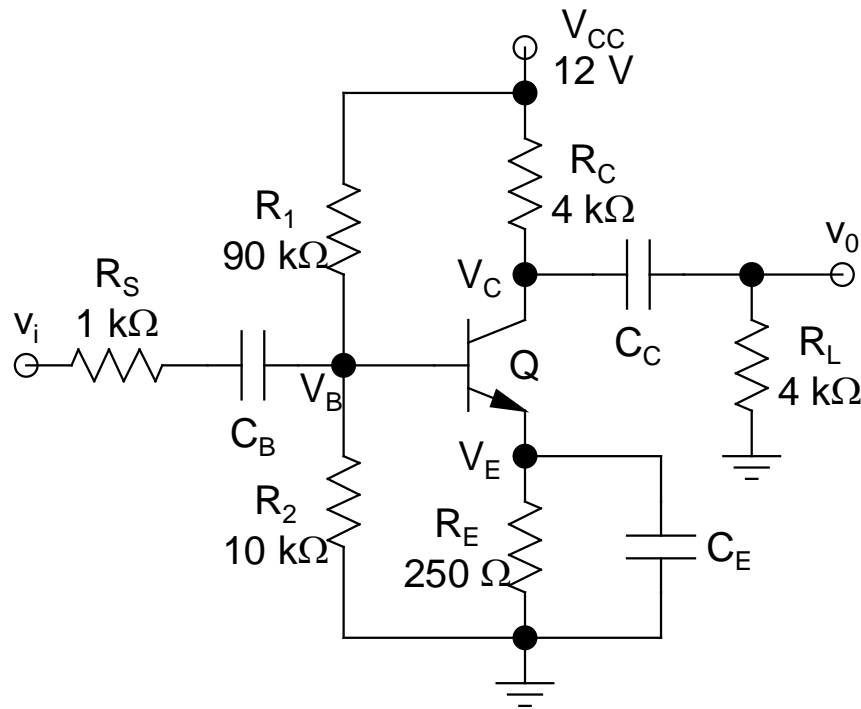 V_CC
12 V
R_C
4 kΩ
R_1
90 kΩ
v_0
V_C
R_S
1 kΩ
v_i
C_C
Q
R_L
4 kΩ
V_B
C_B
V_E
R_2
10 kΩ
R_E
250 Ω
C_E